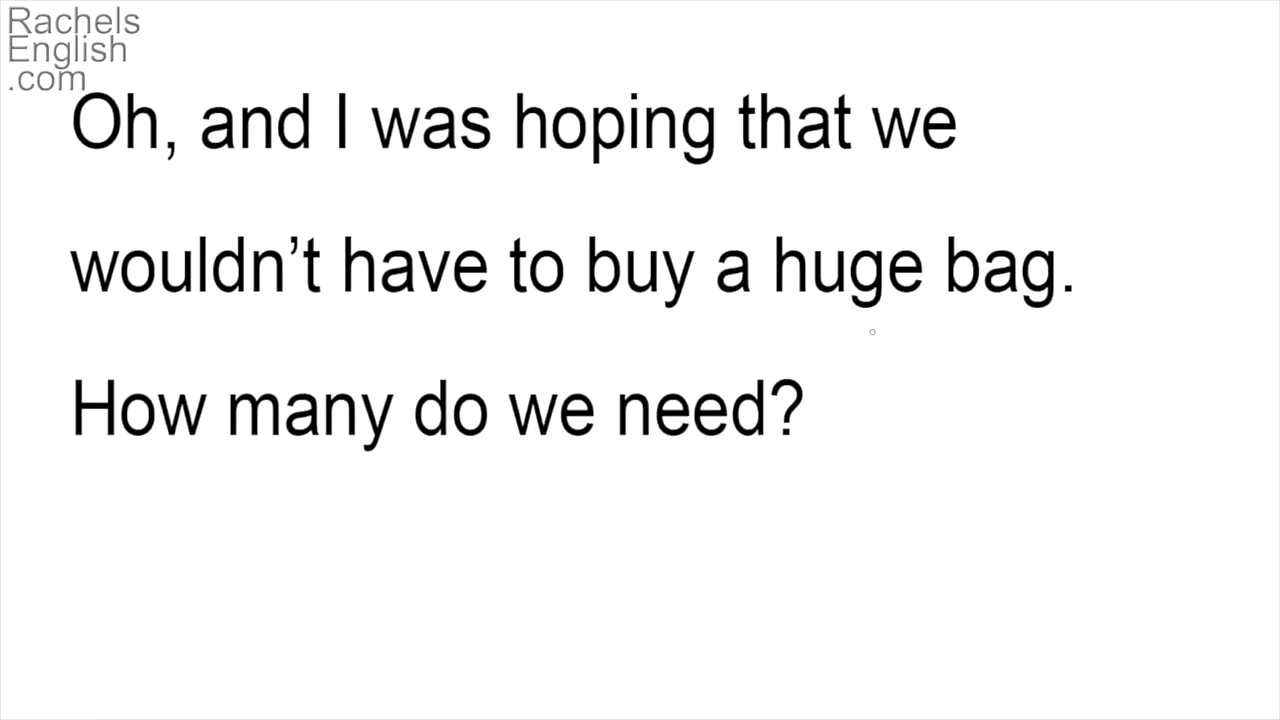 Rachels
English
.com
Oh, and I was hoping that we
wouldn’t have to buy a huge bag.
How many do we need?